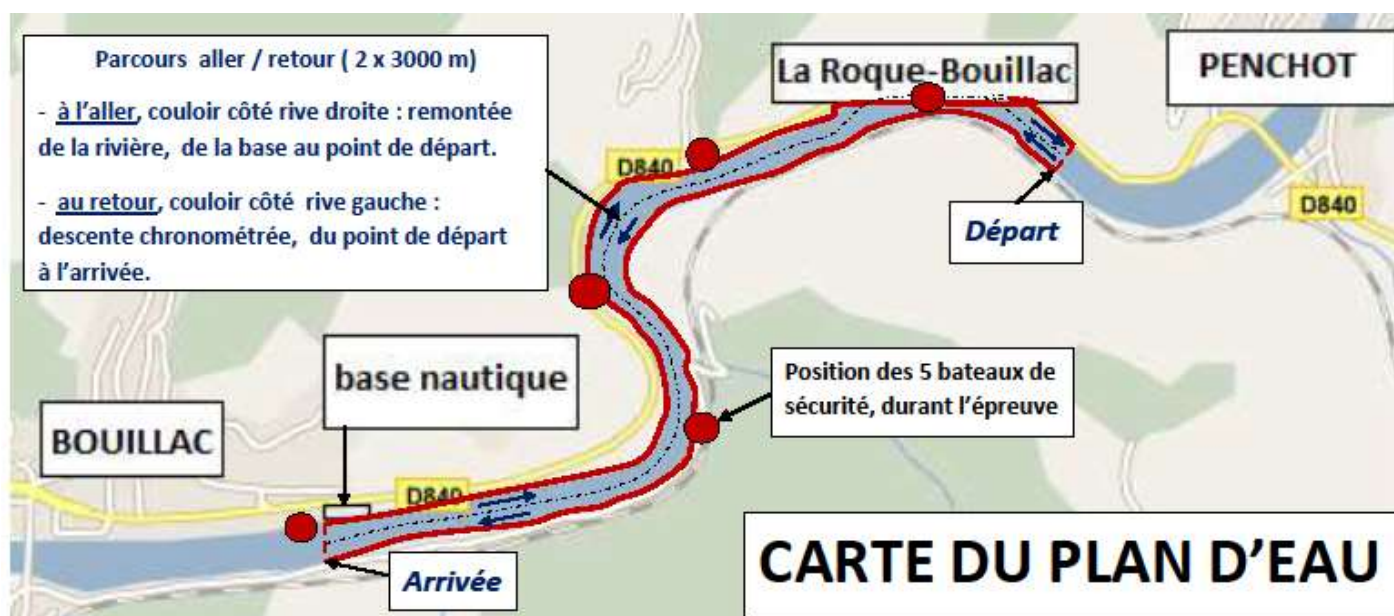 Parcours aller / retour ( 2 x 3000 m)
- à l'aller, couloir côté rive droite : remontée
de la rivière, de la base au point de départ.
- au retour, couloir côté rive gauche :
descente chronométrée, du point de départ
à l'arrivée.
La Roque-Bouillac
PENCHOT
D840
D840
Départ
base nautique
Position des 5 bateaux de
sécurité, durant l'épreuve
BOUILLAC
D840
Arrivée
CARTE DU PLAN D'EAU